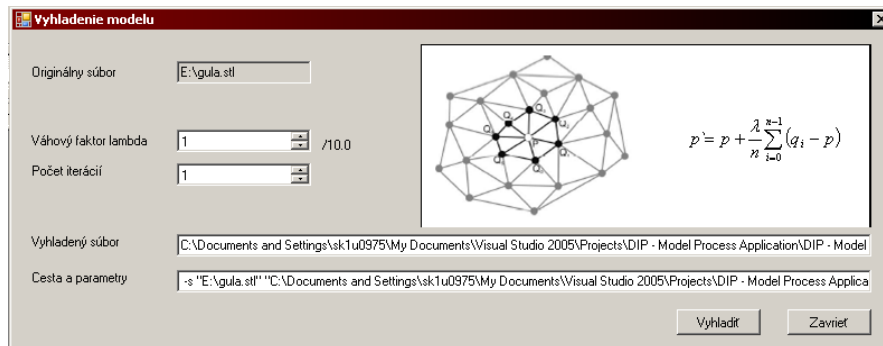 Vyhladenie modelu
Originálny súbor
E:\gula.stl
Váhový faktor lambda
1
/10.0
Počet iterácií
1
p` = p + λ/n ∑_{i=0}^{n-1} (q_i - p)
Vyhladený súbor
C:\Documents and Settings\sk1u0975\My Documents\Visual Studio 2005\Projects\DIP - Model Process Application\DIP - Model
Cesta a parametry
-s "E:\gula.stl" "C:\Documents and Settings\sk1u0975\My Documents\Visual Studio 2005\Projects\DIP - Model Process Applica
Vyhladiť
Zavrieť